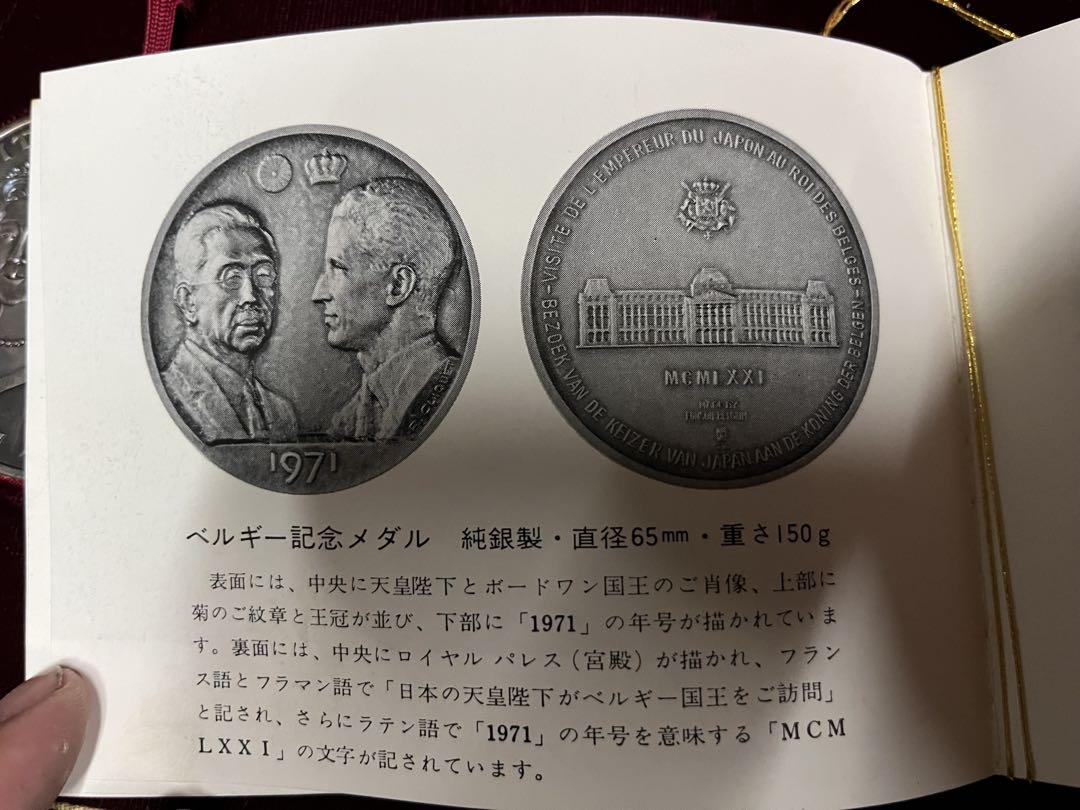 1971
VISITE DE L'EMPEREUR DU JAPON AU ROI DES BELGES
BEZOEK VAN DE KEIZER VAN JAPAN AAN DE KONING DER BELGEN
MCMLXXI
MADE BY
ベルギー記念メダル 純銀製・直径65mm・重さ150g
表面には、中央に天皇陛下とボードワン国王のご肖像、上部に
菊のご紋章と王冠が並び、下部に「1971」の年号が描かれていま
す。裏面には、中央にロイヤル パレス(宮殿)が描かれ、フラン
ス語とフラマン語で「日本の天皇陛下がベルギー国王をご訪問」
と記され、さらにラテン語で「1971」の年号を意味する「MCM
LXXI」の文字が記されています。